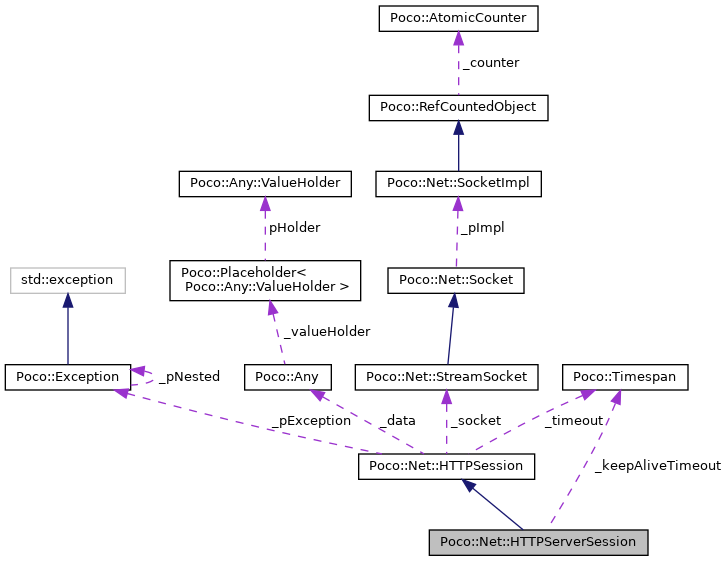 Poco::AtomicCounter
_counter
Poco::RefCountedObject
Poco::Any::ValueHolder
Poco::Net::SocketImpl
pHolder
_pImpl
std::exception
Poco::Placeholder<
Poco::Any::ValueHolder >
Poco::Net::Socket
_valueHolder
Poco::Exception
_pNested
Poco::Any
Poco::Net::StreamSocket
Poco::Timespan
_pException
_data
_socket
_timeout
Poco::Net::HTTPSession
_keepAliveTimeout
Poco::Net::HTTPServerSession